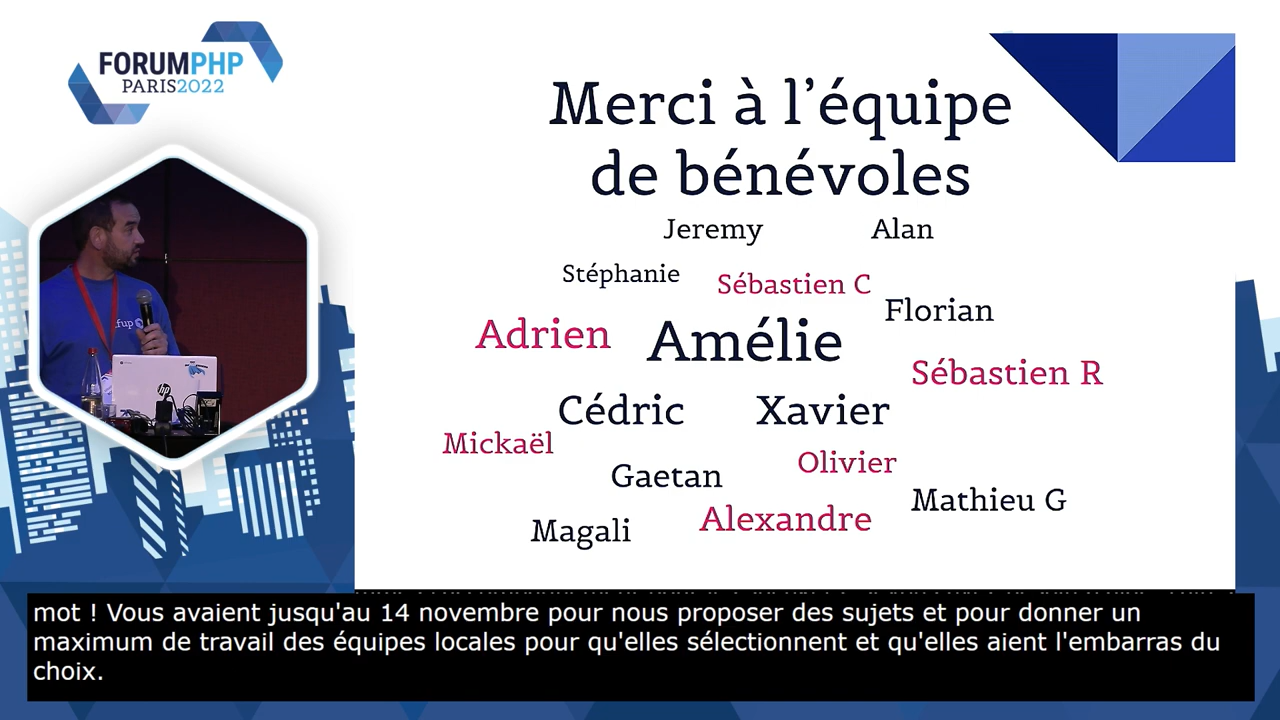 FORUMPHP
PARIS2022
Merci à l'équipe
de bénévoles
Jeremy Alan
Stéphanie Sébastien C
Florian
Adrien Amélie
Sébastien R
Cédric Xavier
Mickaël
Olivier
Gaetan
Mathieu G
Alexandre
Magali
fup
hp
mot ! Vous avaient jusqu'au 14 novembre pour nous proposer des sujets et pour donner un
maximum de travail des équipes locales pour qu'elles sélectionnent et qu'elles aient l'embarras du
choix.